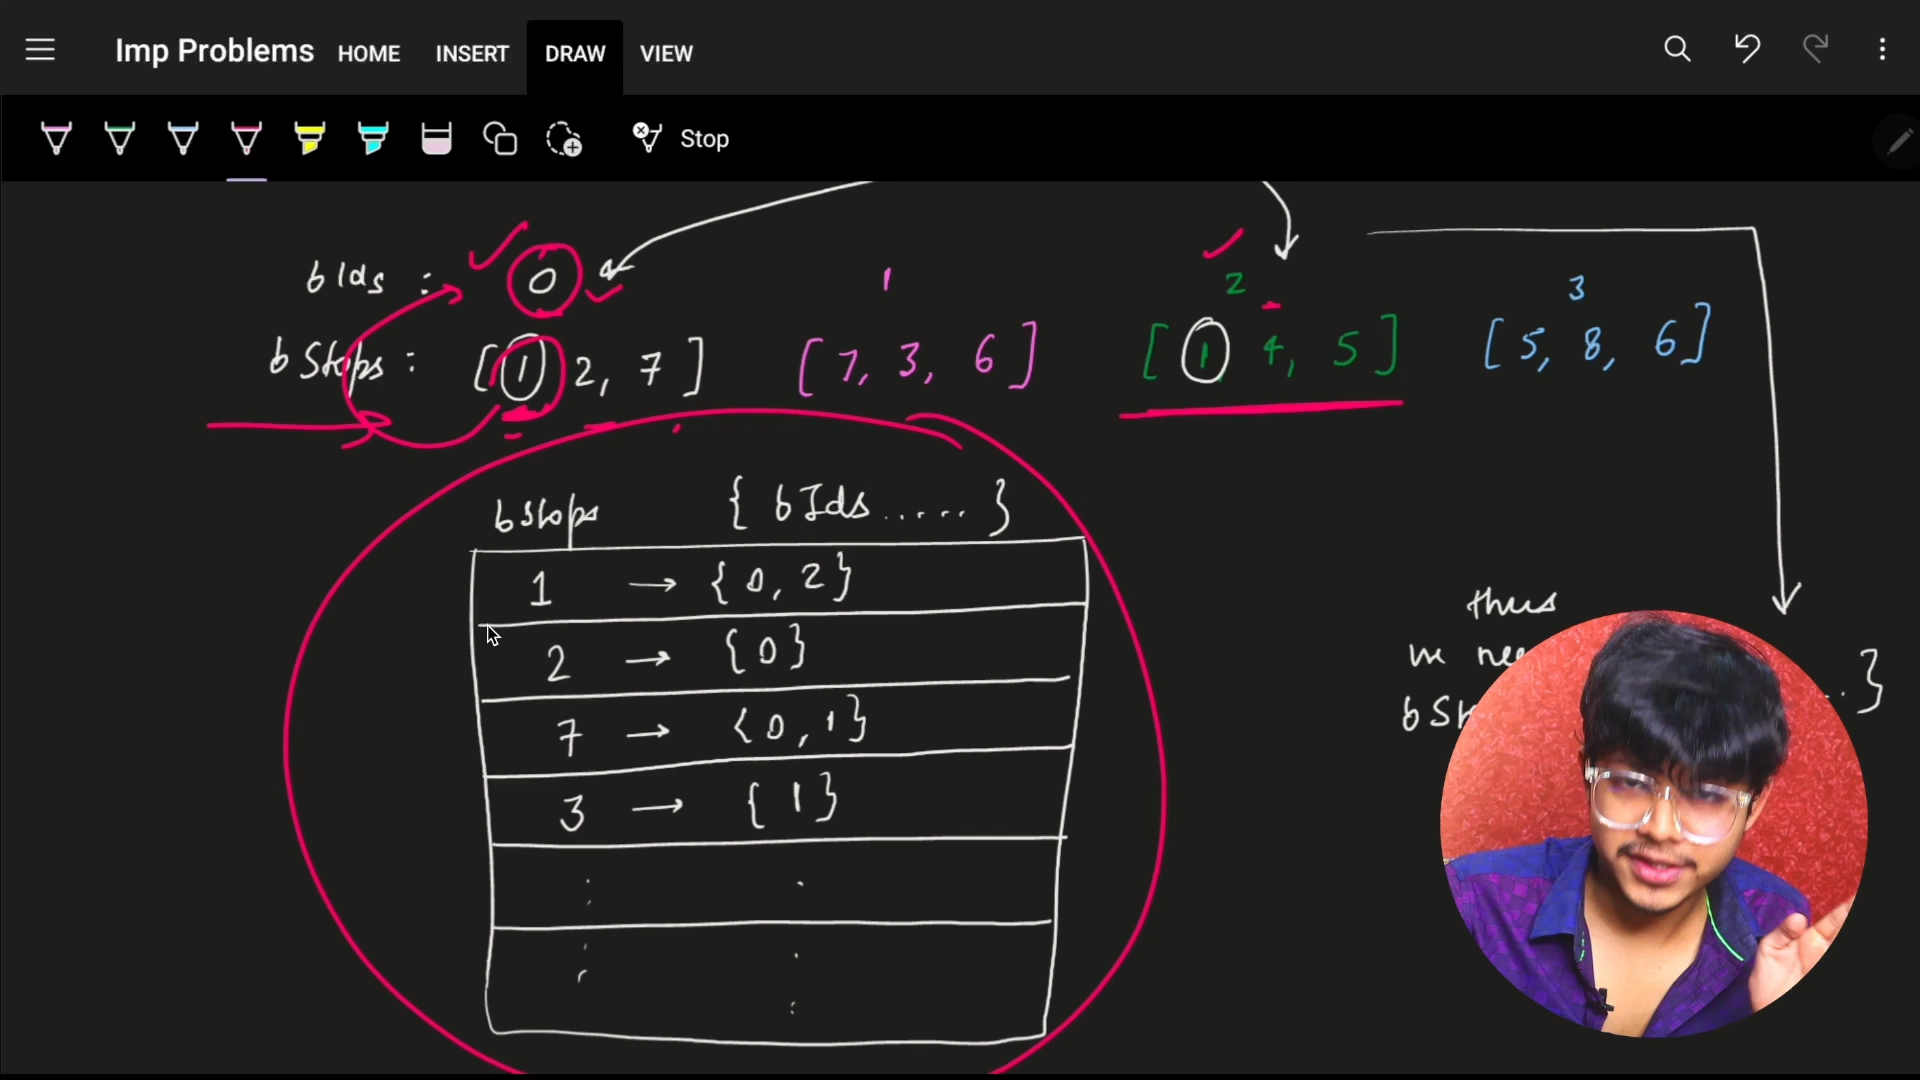 Imp Problems HOME INSERT DRAW VIEW
Stop
bIds : 0 1 2 3
bStops : [1 2, 7] [7, 3, 6] [1 4, 5] [5, 8, 6]
bstops { bIds ..... }
1 → {0, 2}
2 → {0}
7 → {0, 1}
3 → {1}
thus
we